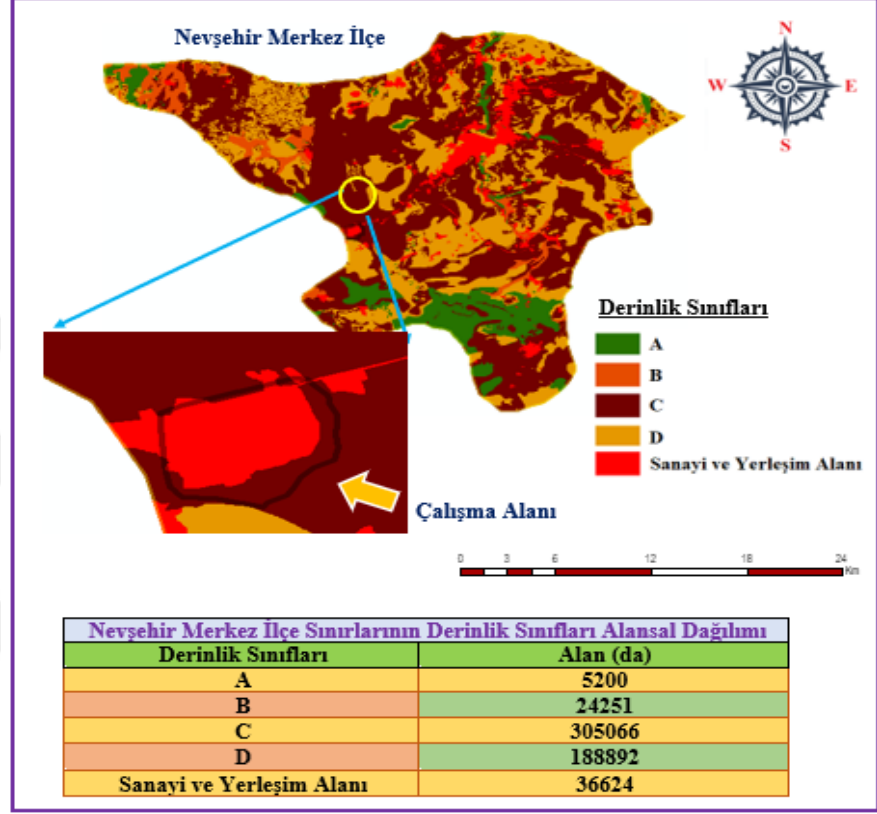 Nevşehir Merkez İlçe
N
W
E
S
Derinlik Sınıfları
A
B
C
D
Sanayi ve Yerleşim Alanı
Çalışma Alanı
0 3 6 12 18 24
Km
Nevşehir Merkez İlçe Sınırlarının Derinlik Sınıfları Alansal Dağılımı
Derinlik Sınıfları Alan (da)
A 5200
B 24251
C 305066
D 188892
Sanayi ve Yerleşim Alanı 36624